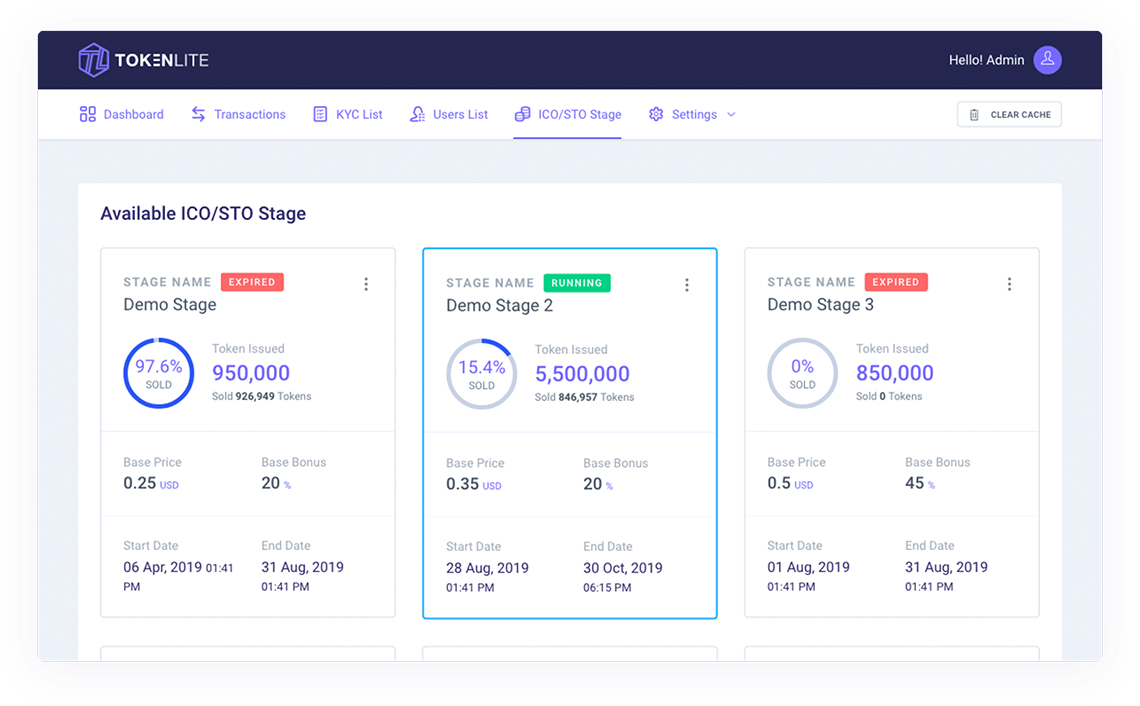 TOKENLITE
Hello! Admin
Dashboard
Transactions
KYC List
Users List
ICO/STO Stage
Settings
CLEAR CACHE
Available ICO/STO Stage
STAGE NAME EXPIRED
Demo Stage
97.6%
SOLD
Token Issued
950,000
Sold 926,949 Tokens
Base Price
0.25 USD
Base Bonus
20 %
Start Date
06 Apr, 2019 01:41
PM
End Date
31 Aug, 2019
01:41 PM
STAGE NAME RUNNING
Demo Stage 2
15.4%
SOLD
Token Issued
5,500,000
Sold 846,957 Tokens
Base Price
0.35 USD
Base Bonus
20 %
Start Date
28 Aug, 2019
01:41 PM
End Date
30 Oct, 2019
06:15 PM
STAGE NAME EXPIRED
Demo Stage 3
0%
SOLD
Token Issued
850,000
Sold 0 Tokens
Base Price
0.5 USD
Base Bonus
45 %
Start Date
01 Aug, 2019
01:41 PM
End Date
31 Aug, 2019
01:41 PM